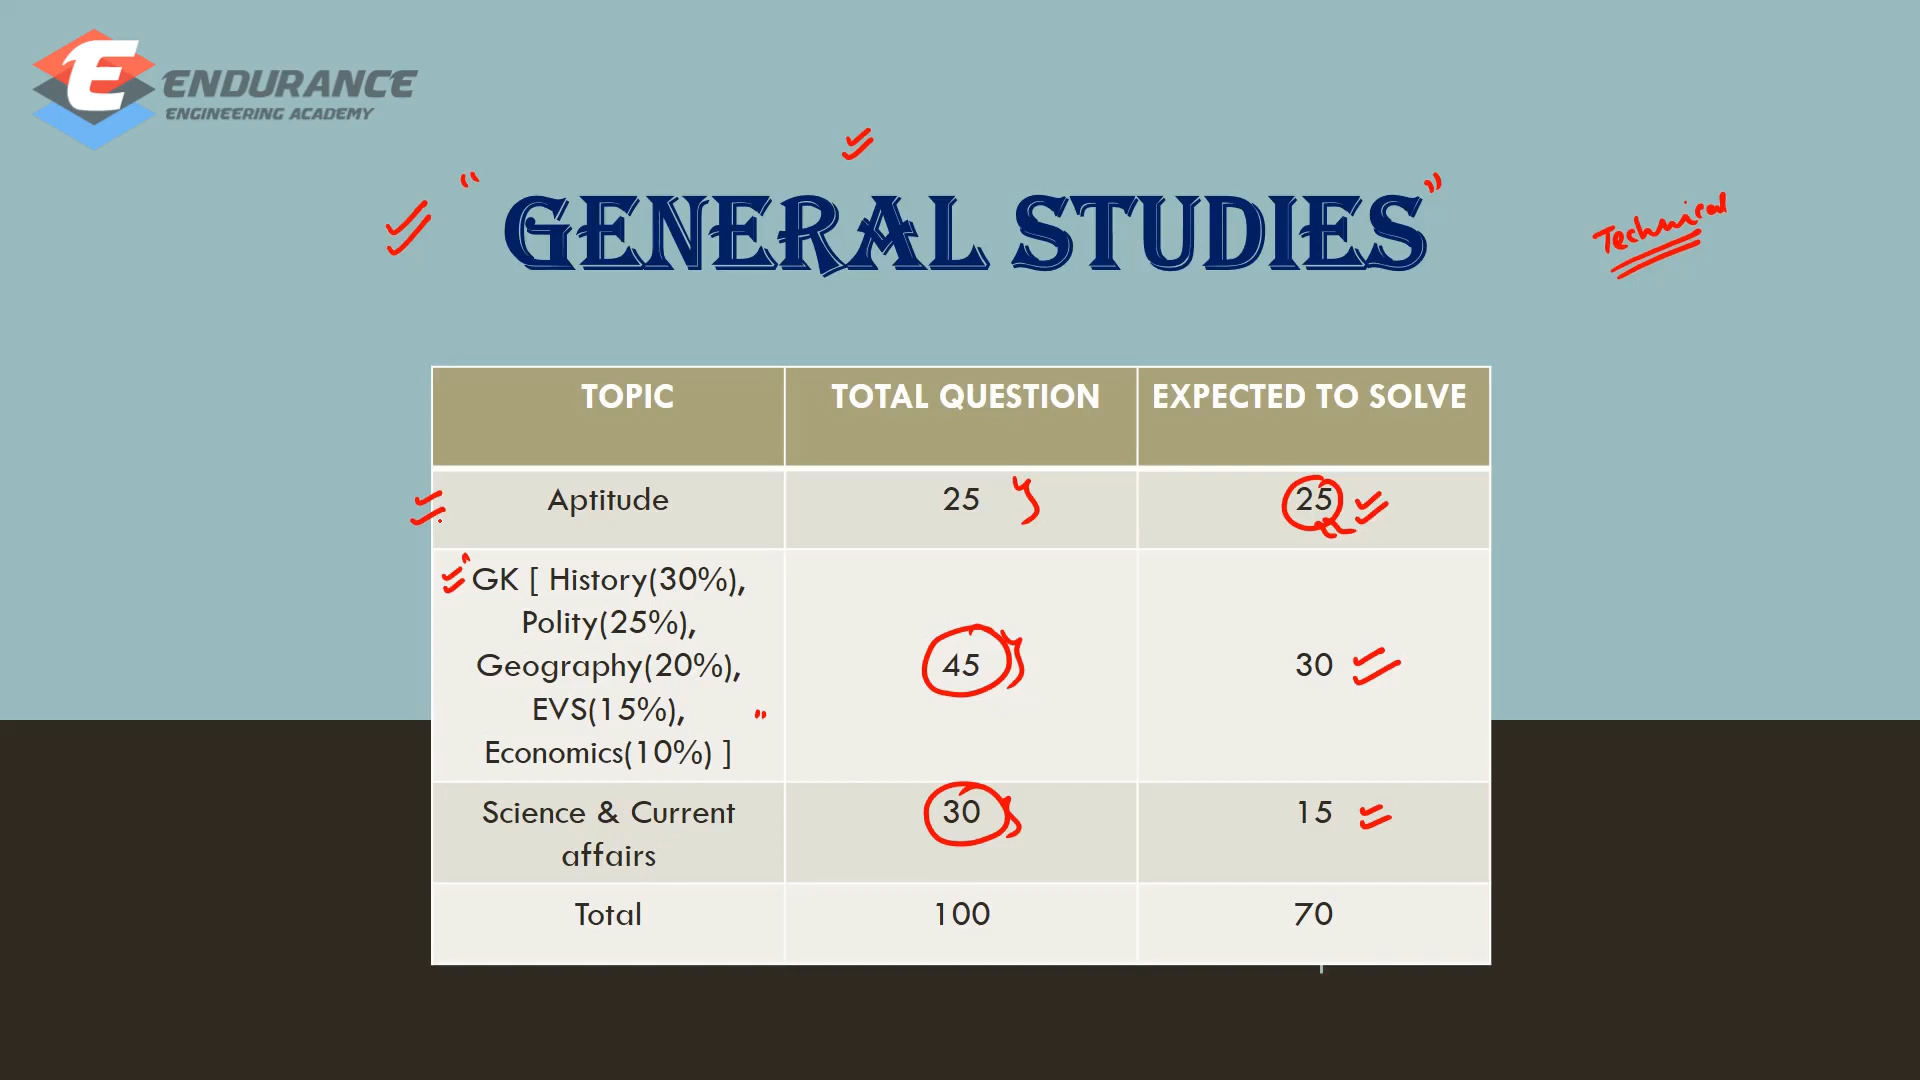 ENDURANCE
ENGINEERING ACADEMY
" GENERAL STUDIES "
Technical
TOPIC TOTAL QUESTION EXPECTED TO SOLVE
Aptitude 25 25
GK [ History(30%),
Polity(25%),
Geography(20%), 45 30
EVS(15%),
Economics(10%) ]
Science & Current 30 15
affairs
Total 100 70